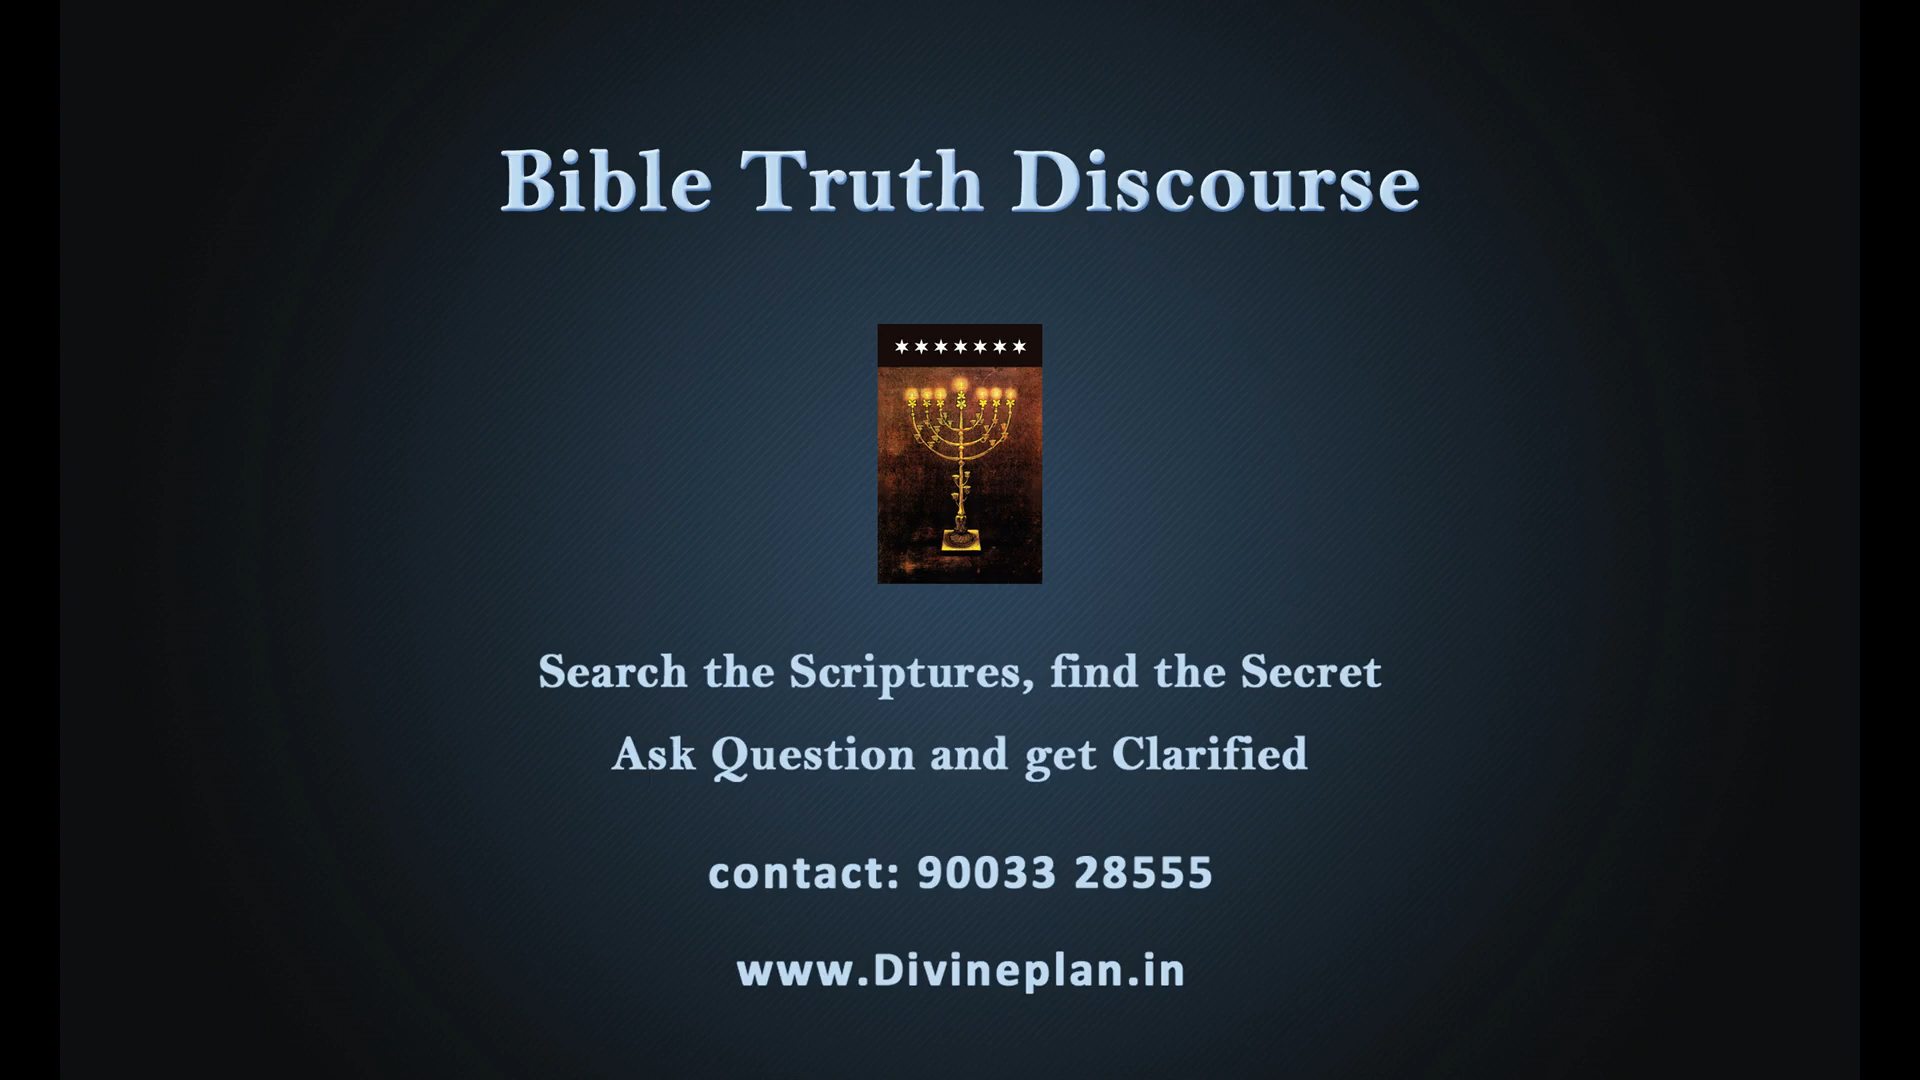 Bible Truth Discourse
Search the Scriptures, find the Secret
Ask Question and get Clarified
contact: 90033 28555
www.Divineplan.in